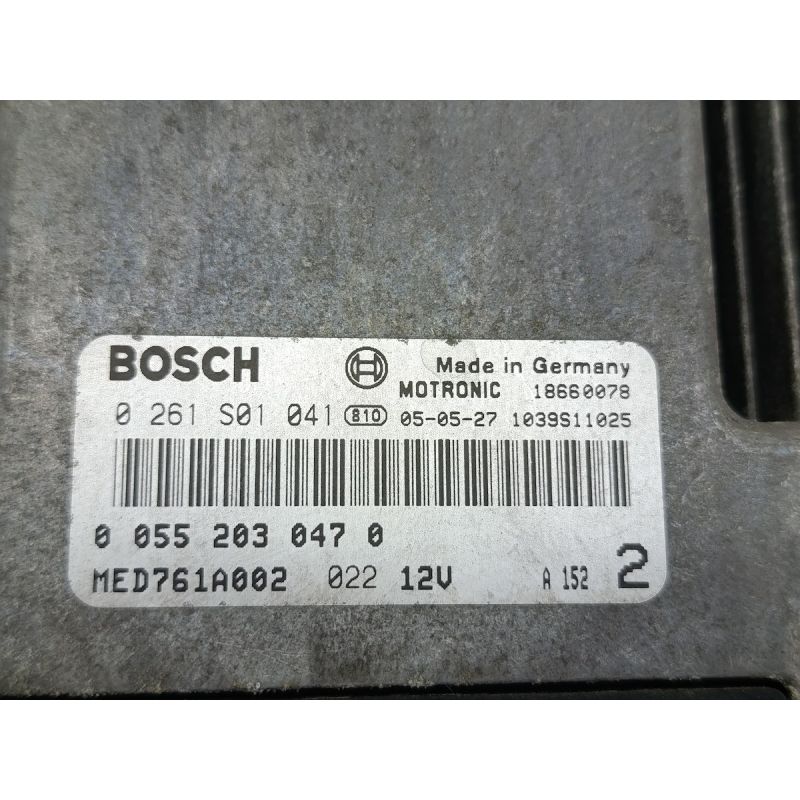 BOSCH Made in Germany
MOTRONIC 18660078
0 261 S01 041 810 05-05-27 1039S11025
0 055 203 047 0
MED761A002 022 12V A 152 2